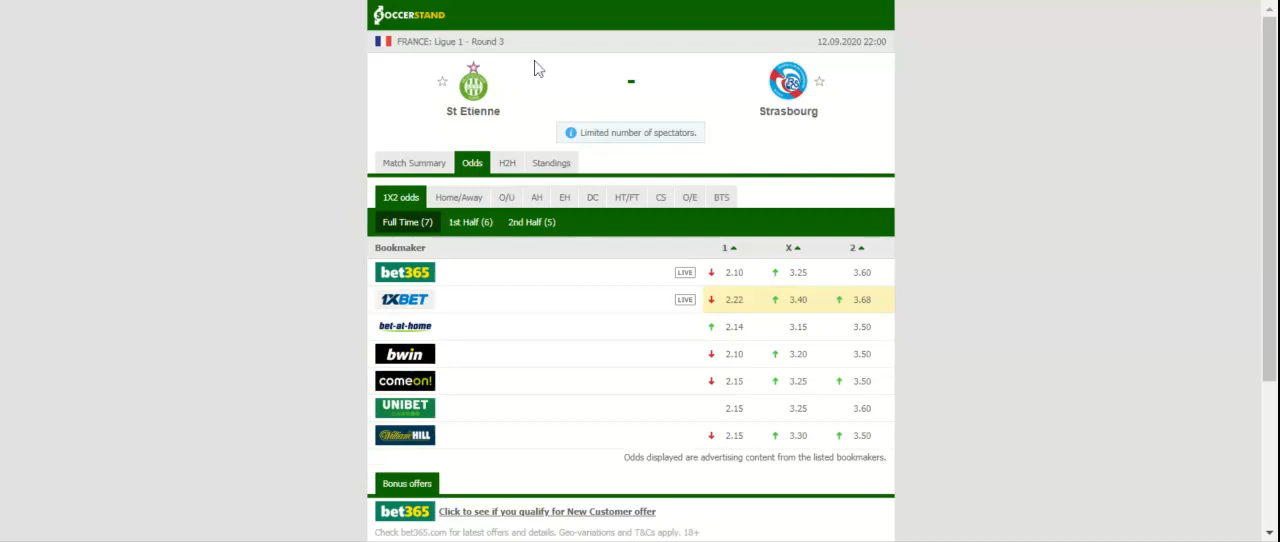 SOCCERSTAND
FRANCE: Ligue 1 - Round 3 12.09.2020 22:00
-
St Etienne Strasbourg
Limited number of spectators.
Match Summary Odds H2H Standings
1X2 odds Home/Away O/U AH EH DC HT/FT CS O/E BTS
Full Time (7) 1st Half (6) 2nd Half (5)
Bookmaker 1 X 2
bet365 LIVE 2.10 3.25 3.60
1XBET LIVE 2.22 3.40 3.68
bet-at-home 2.14 3.15 3.50
bwin 2.10 3.20 3.50
comeon! 2.15 3.25 3.50
UNIBET 2.15 3.25 3.60
William HILL 2.15 3.30 3.50
Odds displayed are advertising content from the listed bookmakers.
Bonus offers
bet365 Click to see if you qualify for New Customer offer
Check bet365.com for latest offers and details. Geo-variations and T&Cs apply. 18+